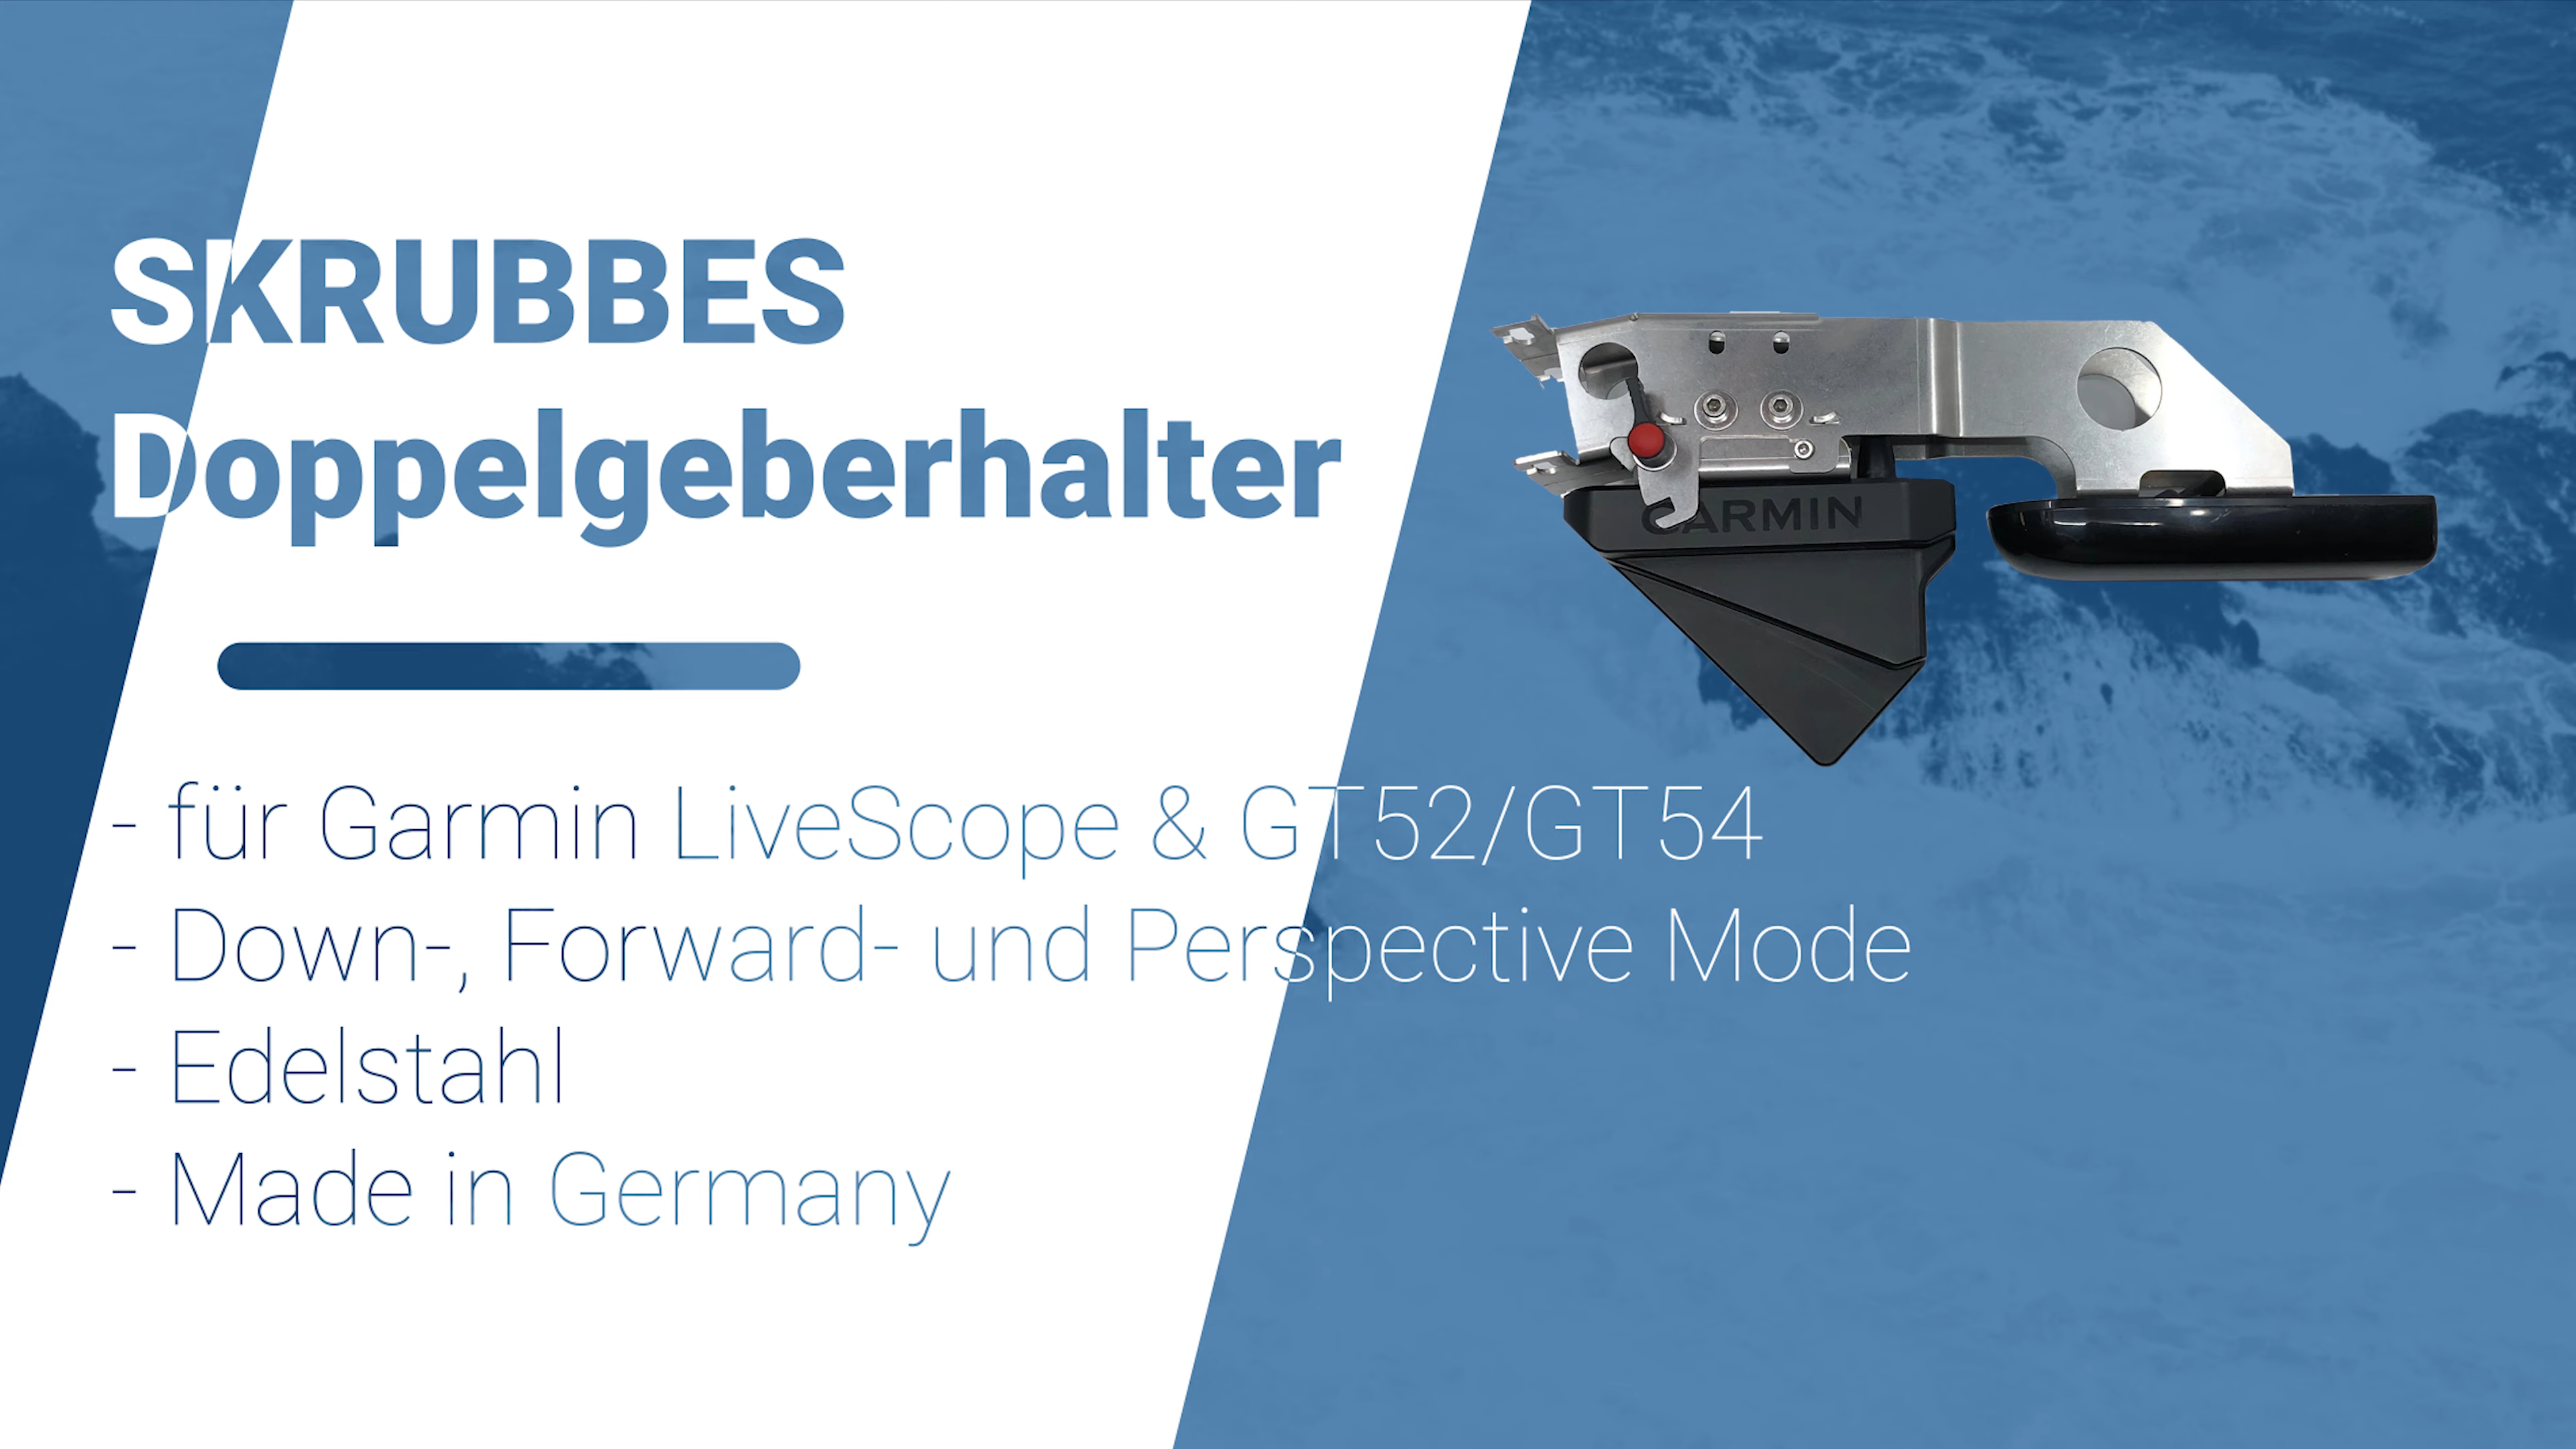 SKRUBBES
Doppelgeberhalter
GARMIN
- für Garmin LiveScope & GT52/GT54
- Down-, Forward- und Perspective Mode
- Edelstahl
- Made in Germany